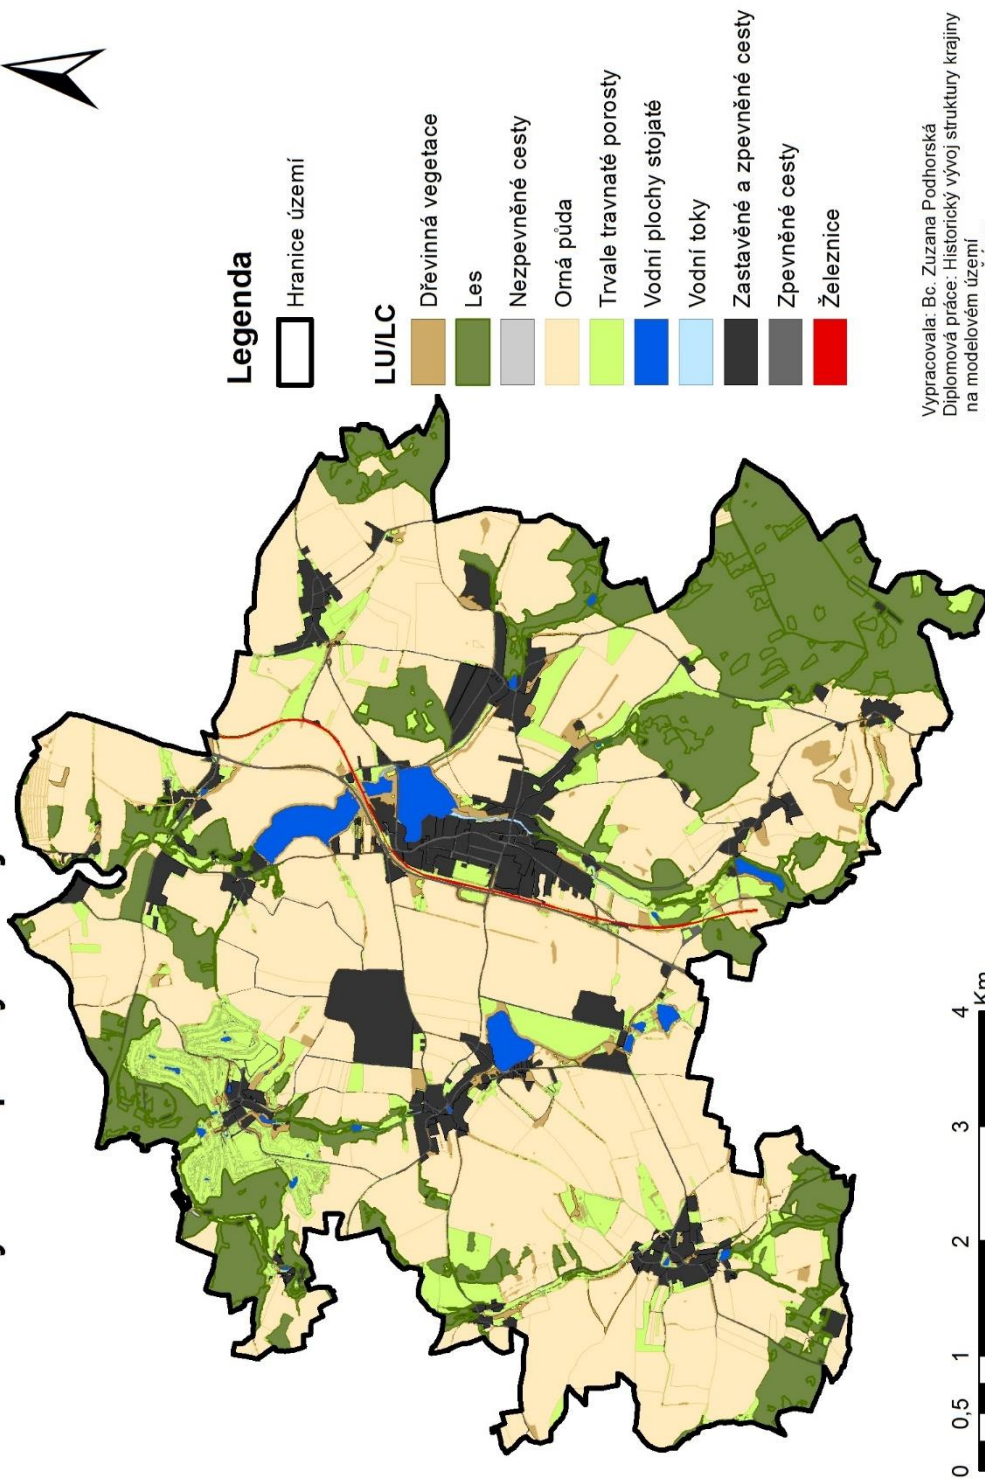 Legenda
Hranice území
LU/LC
Dřevinná vegetace
Les
Nezpevněné cesty
Orná půda
Trvale travnaté porosty
Vodní plochy stojaté
Vodní toky
Zastavěné a zpevněné cesty
Zpevněné cesty
Železnice
0 0,5 1 2 3 4
Km
Vypracovala: Bc. Zuzana Podhorská
Diplomová práce: Historický vývoj struktury krajiny
na modelovém území